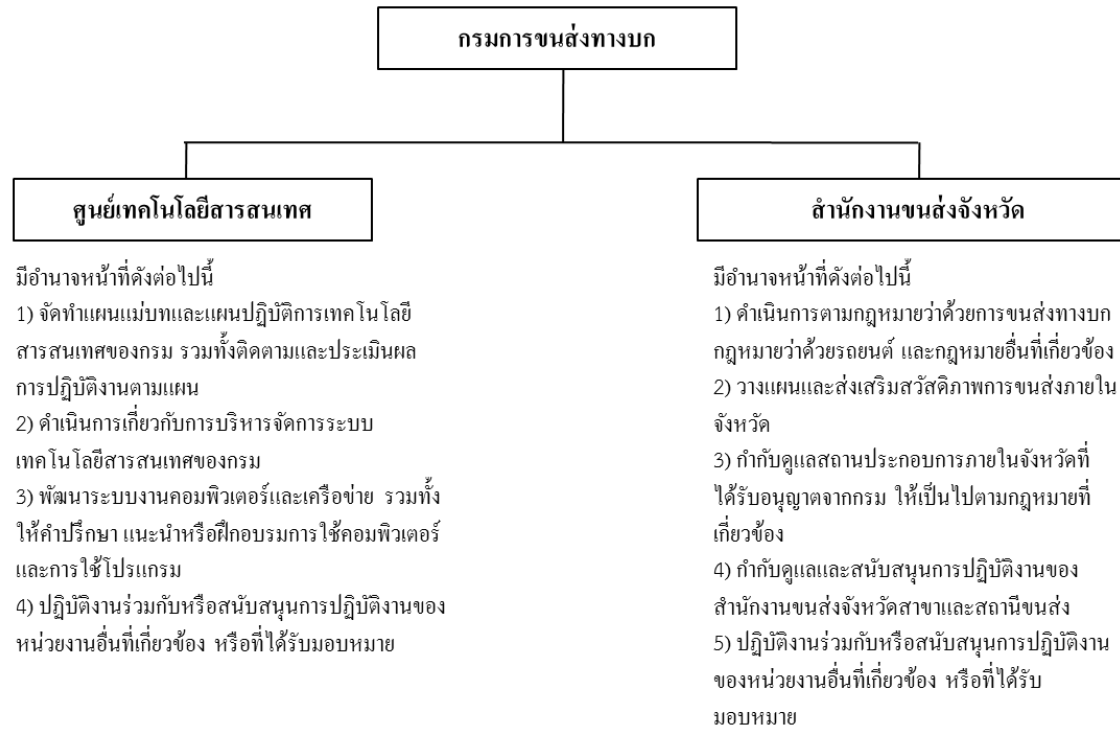 กรมการขนส่งทางบก
ศูนย์เทคโนโลยีสารสนเทศ
มีอำนาจหน้าที่ดังต่อไปนี้
1) จัดทำแผนแม่บทและแผนปฏิบัติการเทคโนโลยี
สารสนเทศของกรม รวมทั้งติดตามและประเมินผล
การปฏิบัติงานตามแผน
2) ดำเนินการเกี่ยวกับการบริหารจัดการระบบ
เทคโนโลยีสารสนเทศของกรม
3) พัฒนาระบบงานคอมพิวเตอร์และเครือข่าย รวมทั้ง
ให้คำปรึกษา แนะนำหรือฝึกอบรมการใช้คอมพิวเตอร์
และการใช้โปรแกรม
4) ปฏิบัติงานร่วมกับหรือสนับสนุนการปฏิบัติงานของ
หน่วยงานอื่นที่เกี่ยวข้อง หรือที่ได้รับมอบหมาย
สำนักงานขนส่งจังหวัด
มีอำนาจหน้าที่ดังต่อไปนี้
1) ดำเนินการตามกฎหมายว่าด้วยการขนส่งทางบก
กฎหมายว่าด้วยรถยนต์ และกฎหมายอื่นที่เกี่ยวข้อง
2) วางแผนและส่งเสริมสวัสดิภาพการขนส่งภายใน
จังหวัด
3) กำกับดูแลสถานประกอบการภายในจังหวัดที่
ได้รับอนุญาตจากกรม ให้เป็นไปตามกฎหมายที่
เกี่ยวข้อง
4) กำกับดูแลและสนับสนุนการปฏิบัติงานของ
สำนักงานขนส่งจังหวัดสาขาและสถานีขนส่ง
5) ปฏิบัติงานร่วมกับหรือสนับสนุนการปฏิบัติงาน
ของหน่วยงานอื่นที่เกี่ยวข้อง หรือที่ได้รับ
มอบหมาย